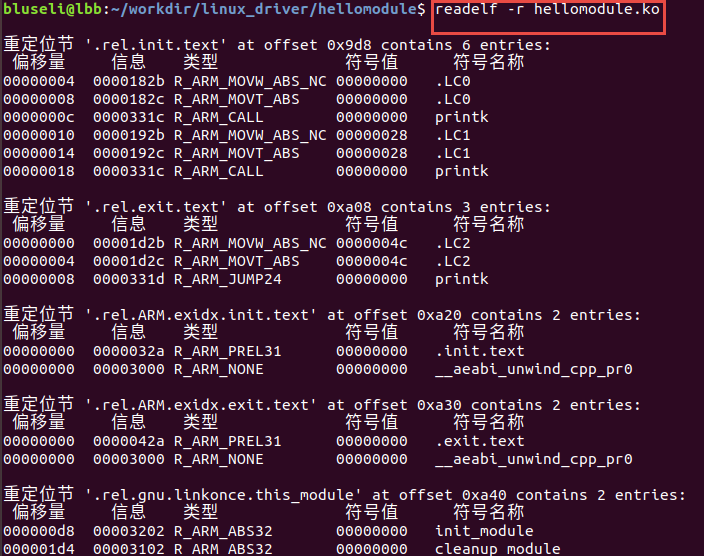 bluseli@lbb:~/workdir/linux_driver/hellomodule$ readelf -r hellomodule.ko
重定位节 '.rel.init.text' at offset 0x9d8 contains 6 entries:
偏移量 信息 类型 符号值 符号名称
00000004 0000182b R_ARM_MOVW_ABS_NC 00000000 .LC0
00000008 0000182c R_ARM_MOVT_ABS 00000000 .LC0
0000000c 0000331c R_ARM_CALL 00000000 printk
00000010 0000192b R_ARM_MOVW_ABS_NC 00000028 .LC1
00000014 0000192c R_ARM_MOVT_ABS 00000028 .LC1
00000018 0000331c R_ARM_CALL 00000000 printk
重定位节 '.rel.exit.text' at offset 0xa08 contains 3 entries:
偏移量 信息 类型 符号值 符号名称
00000000 00001d2b R_ARM_MOVW_ABS_NC 0000004c .LC2
00000004 00001d2c R_ARM_MOVT_ABS 0000004c .LC2
00000008 0000331d R_ARM_JUMP24 00000000 printk
重定位节 '.rel.ARM.exidx.init.text' at offset 0xa20 contains 2 entries:
偏移量 信息 类型 符号值 符号名称
00000000 0000032a R_ARM_PREL31 00000000 .init.text
00000000 00003000 R_ARM_NONE 00000000 __aeabi_unwind_cpp_pr0
重定位节 '.rel.ARM.exidx.exit.text' at offset 0xa30 contains 2 entries:
偏移量 信息 类型 符号值 符号名称
00000000 0000042a R_ARM_PREL31 00000000 .exit.text
00000000 00003000 R_ARM_NONE 00000000 __aeabi_unwind_cpp_pr0
重定位节 '.rel.gnu.linkonce.this_module' at offset 0xa40 contains 2 entries:
偏移量 信息 类型 符号值 符号名称
000000d8 00003202 R_ARM_ABS32 00000000 init_module
000001d4 00003102 R_ARM_ABS32 00000000 cleanup_module